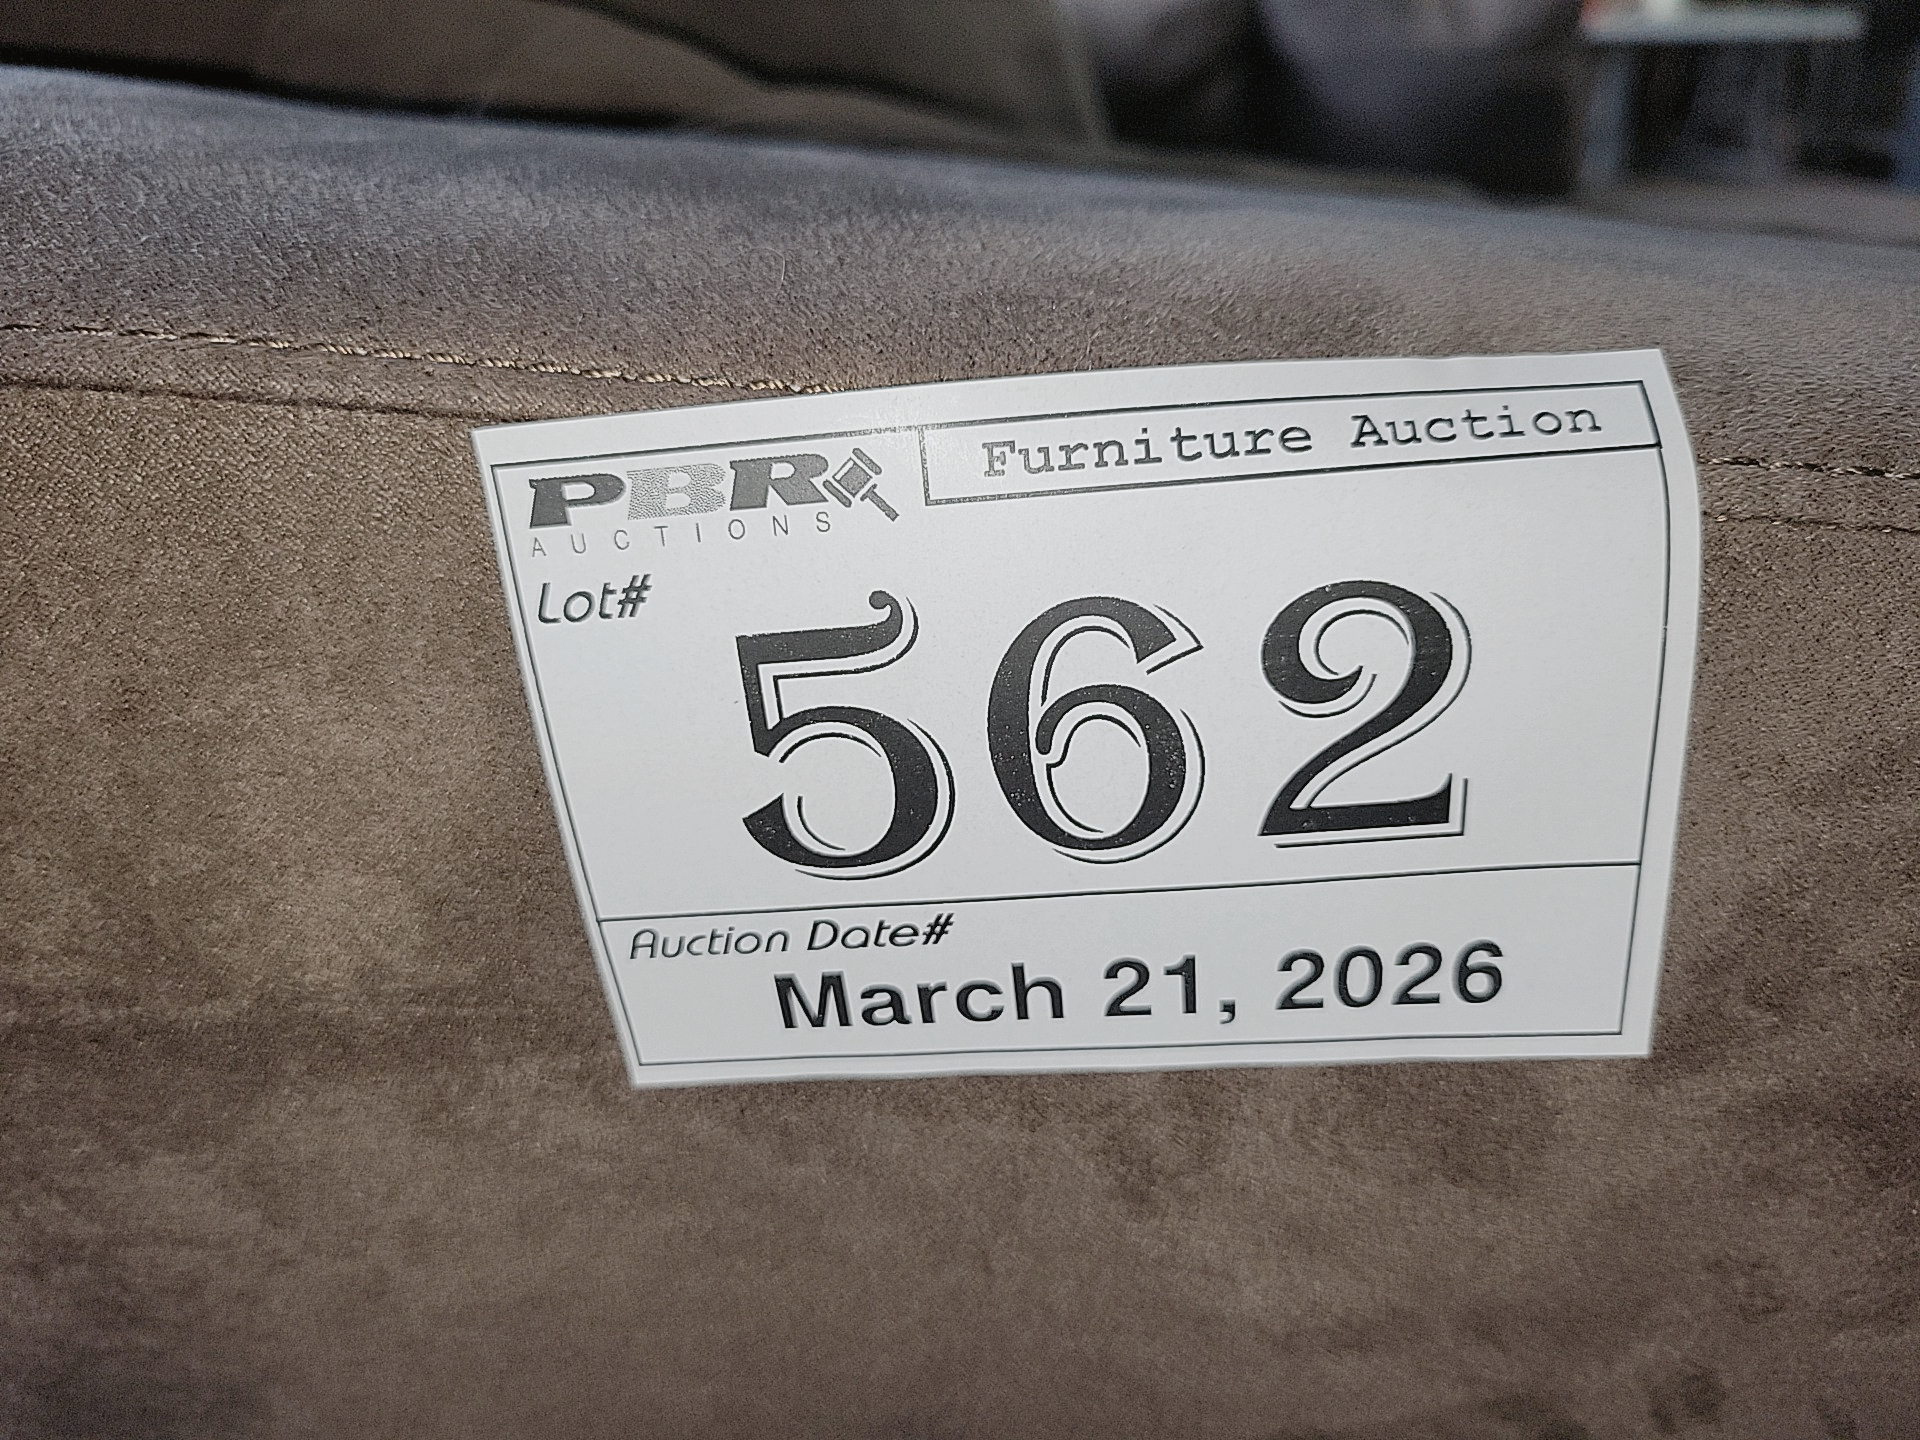 PBR
AUCTIONS
Furniture Auction
Lot#
562
Auction Date#
March 21, 2026